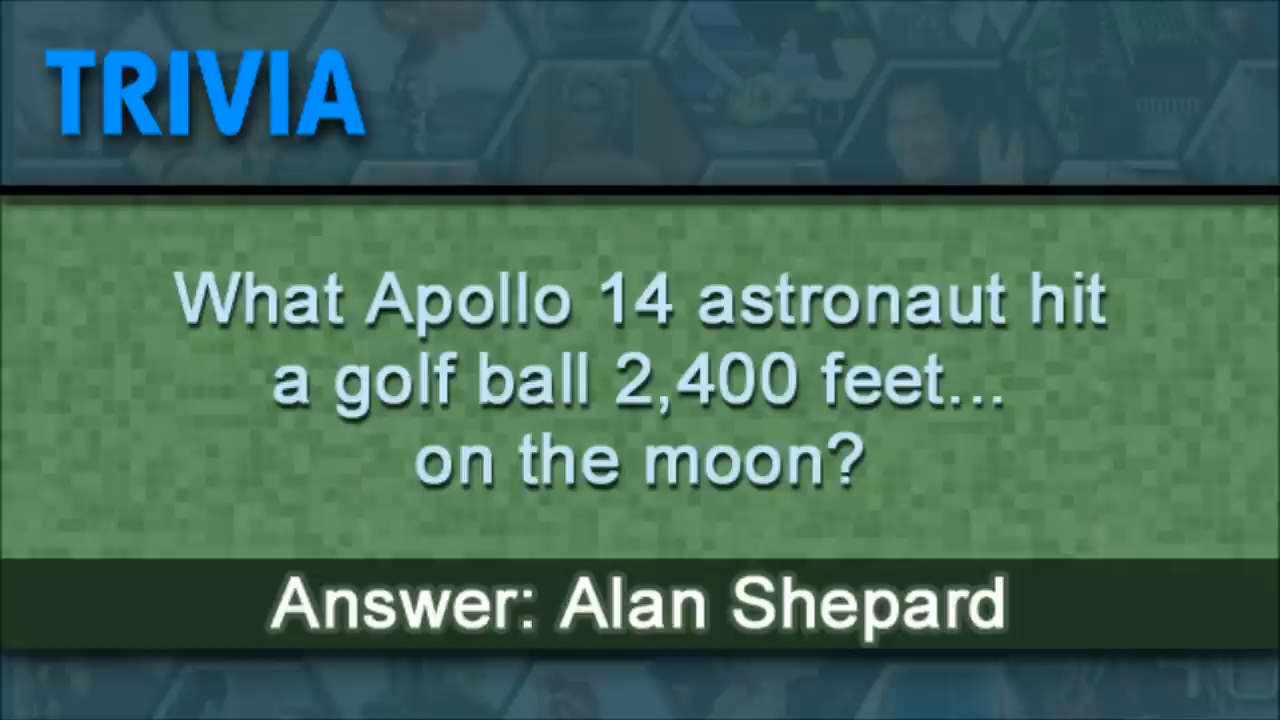 TRIVIA
What Apollo 14 astronaut hit
a golf ball 2,400 feet...
on the moon?
Answer: Alan Shepard